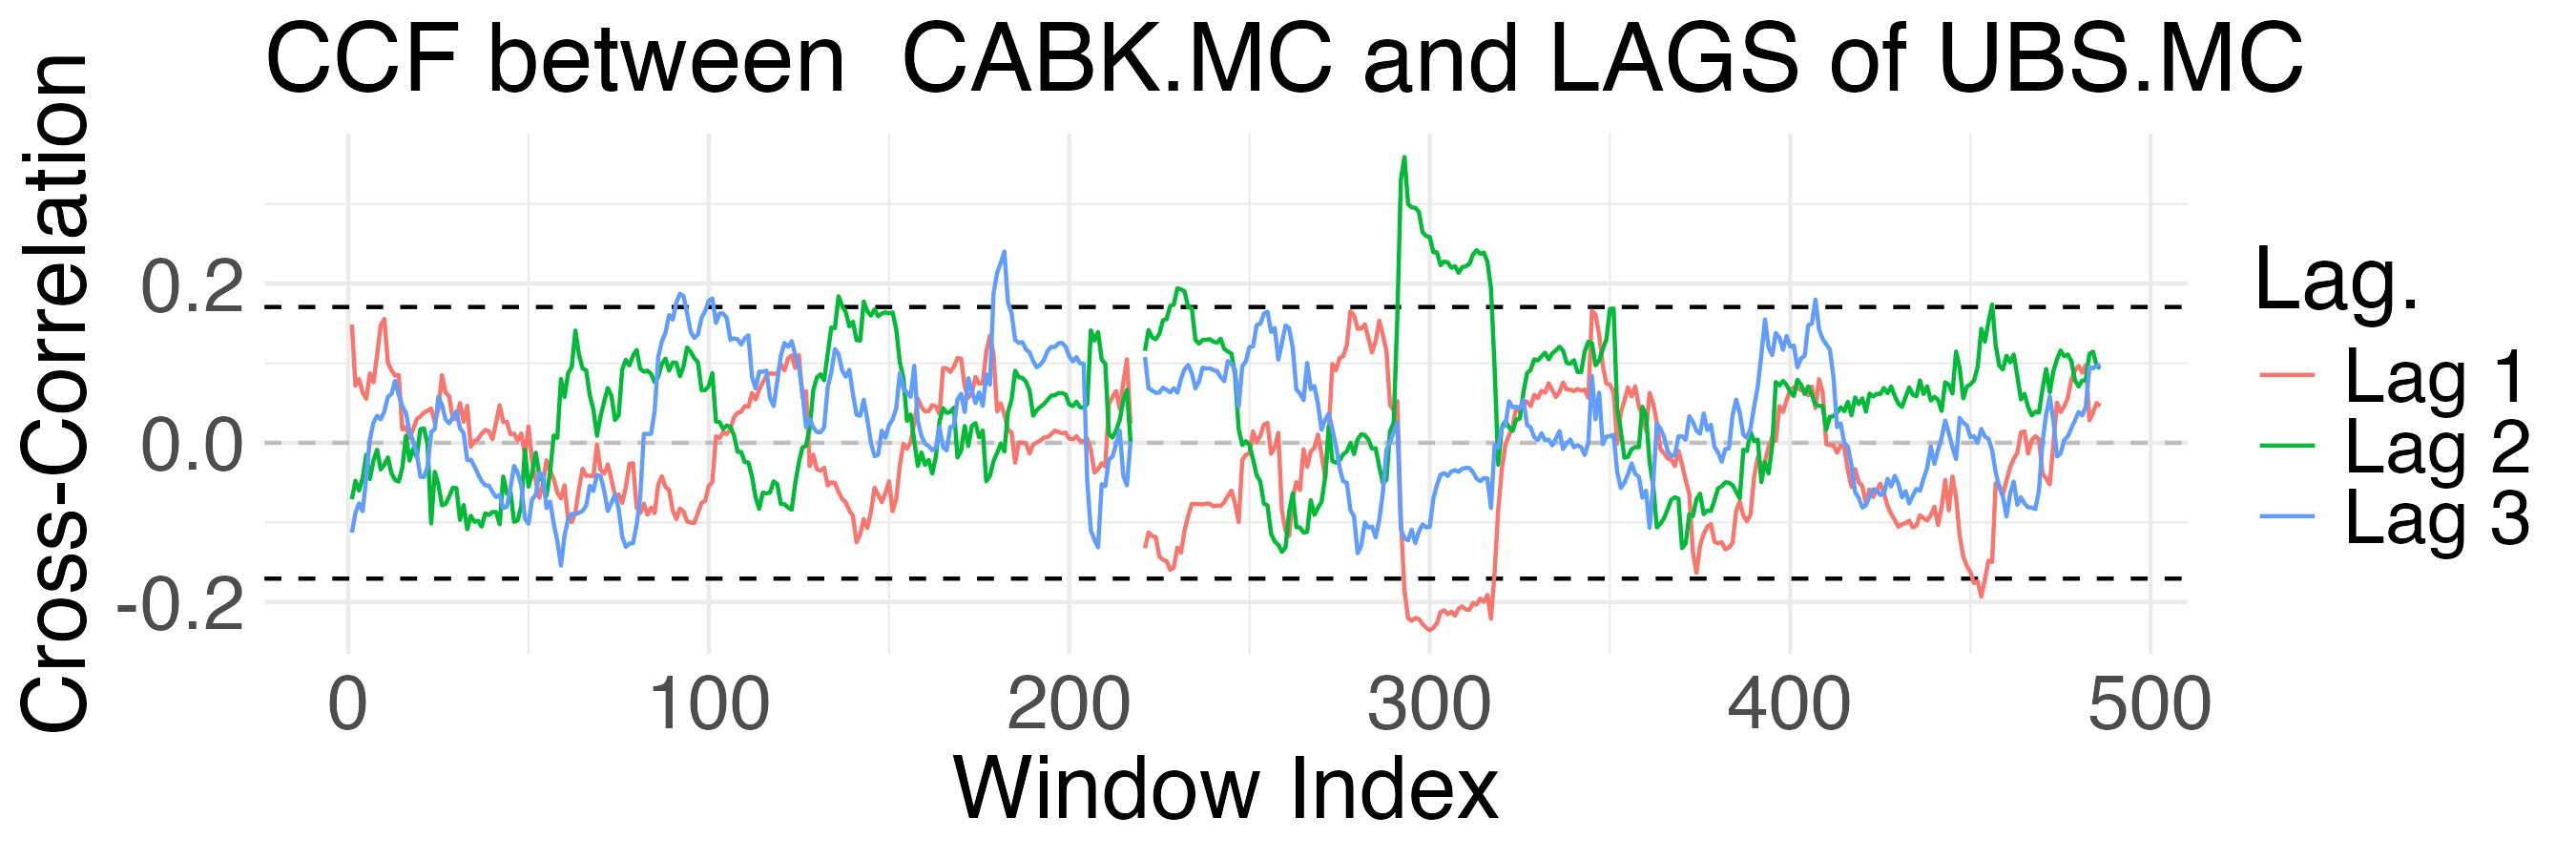 CCF between  CABK.MC and LAGS of UBS.MC
Cross-Correlation
0.2
0.0
-0.2
0 100 200 300 400 500
Window Index
Lag.
Lag 1
Lag 2
Lag 3